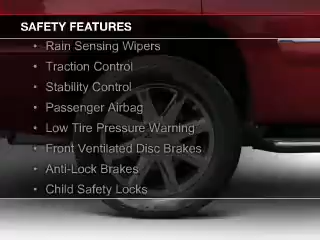 SAFETY FEATURES
• Rain Sensing Wipers
• Traction Control
• Stability Control
• Passenger Airbag
• Low Tire Pressure Warning
• Front Ventilated Disc Brakes
• Anti-Lock Brakes
• Child Safety Locks